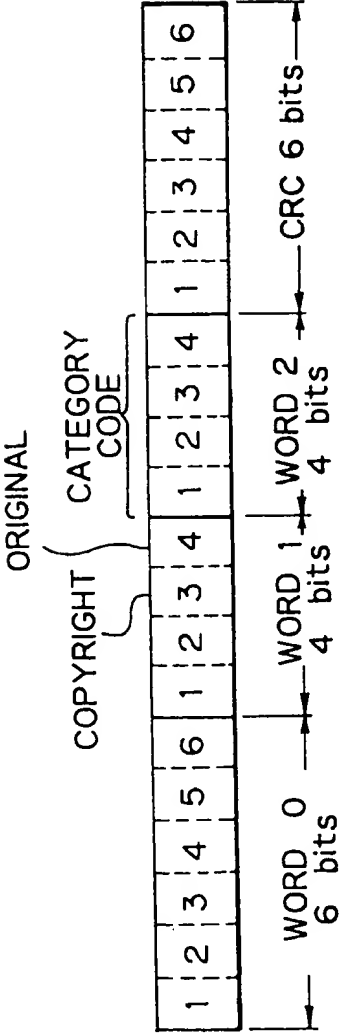 ORIGINAL
COPYRIGHT
CATEGORY
CODE
1 2 3 4 5 6 1 2 3 4 1 2 3 4 1 2 3 4 5 6
WORD 0
6 bits
WORD 1
4 bits
WORD 2
4 bits
CRC 6 bits